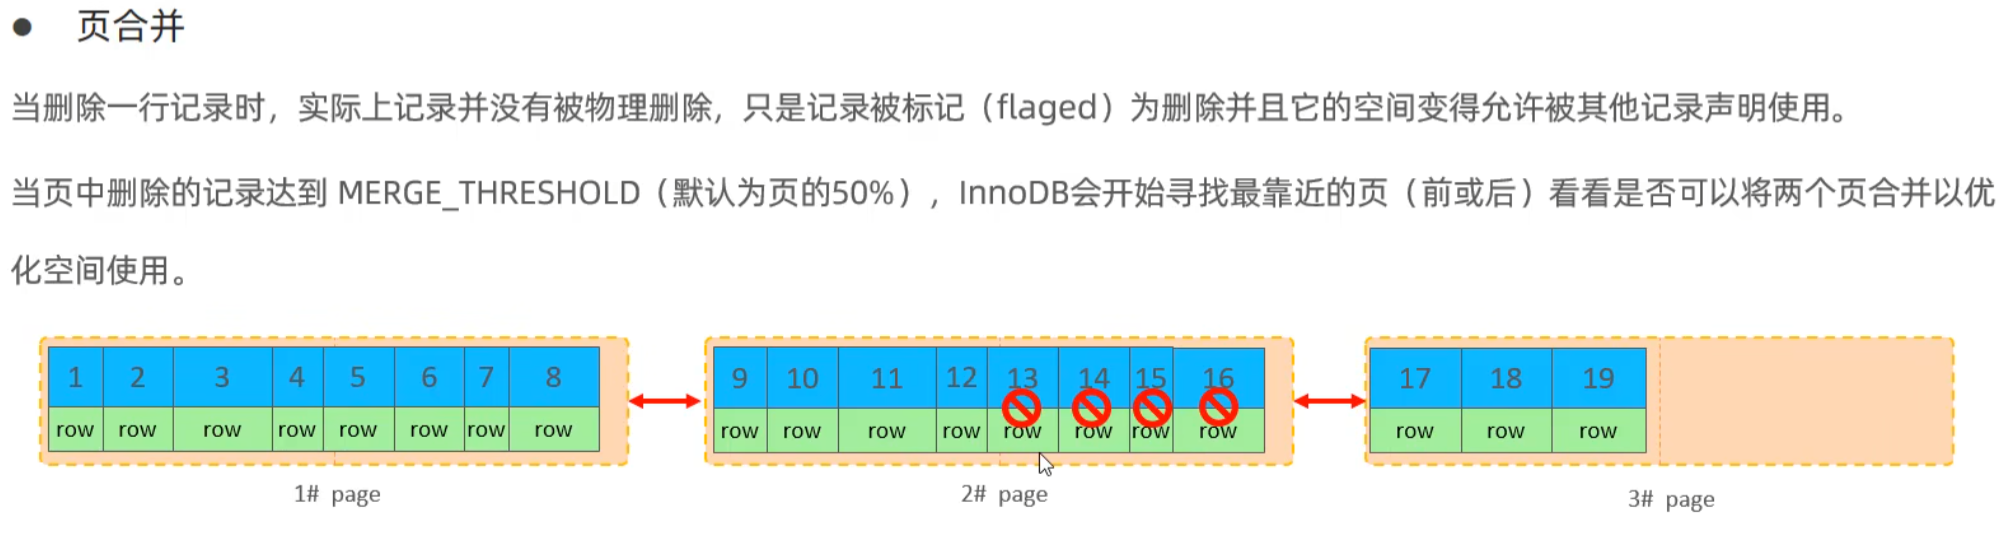 ● 页合并
当删除一行记录时，实际上记录并没有被物理删除，只是记录被标记（flaged）为删除并且它的空间变得允许被其他记录声明使用。
当页中删除的记录达到 MERGE_THRESHOLD（默认为页的50%），InnoDB会开始寻找最靠近的页（前或后）看看是否可以将两个页合并以优
化空间使用。
1 2 3 4 5 6 7 8 9 10 11 12 13 14 15 16 17 18 19
row row row row row row row row row row row row row row row row row row row
1# page 2# page 3# page